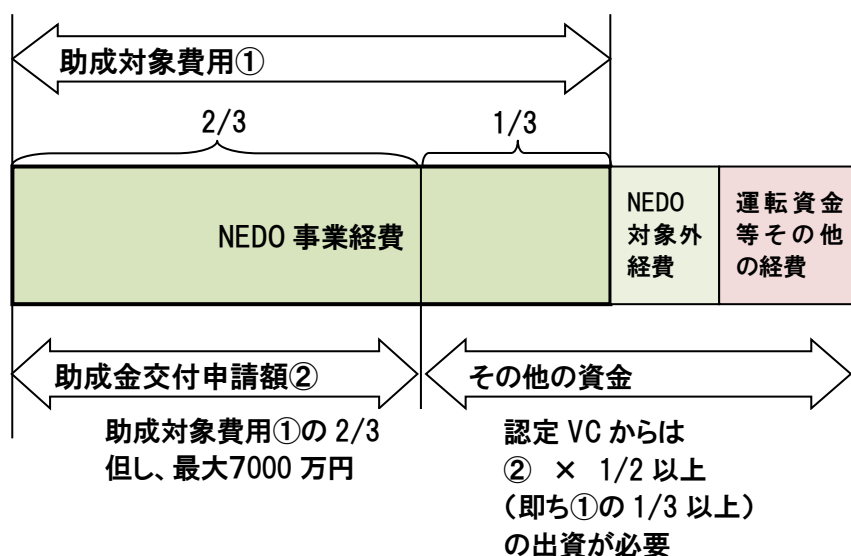 助成対象費用①
2/3
1/3
NEDO 事業経費
NEDO
対象外
経費
運転資金
等その他
の経費
助成金交付申請額②
その他の資金
助成対象費用①の 2/3
但し、最大7000 万円
認定 VC からは
② × 1/2 以上
（即ち①の 1/3 以上）
の出資が必要